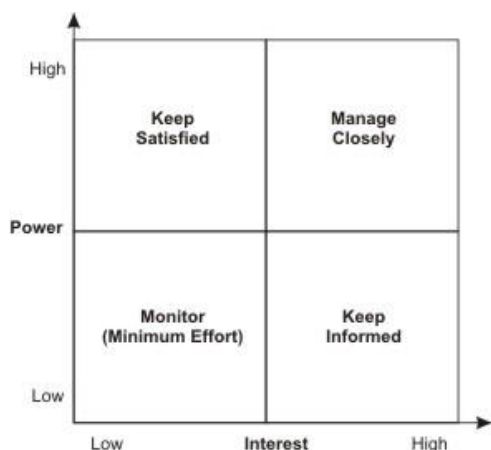 High
Keep
Satisfied
Manage
Closely
Power
Monitor
(Minimum Effort)
Keep
Informed
Low
Low
Interest
High